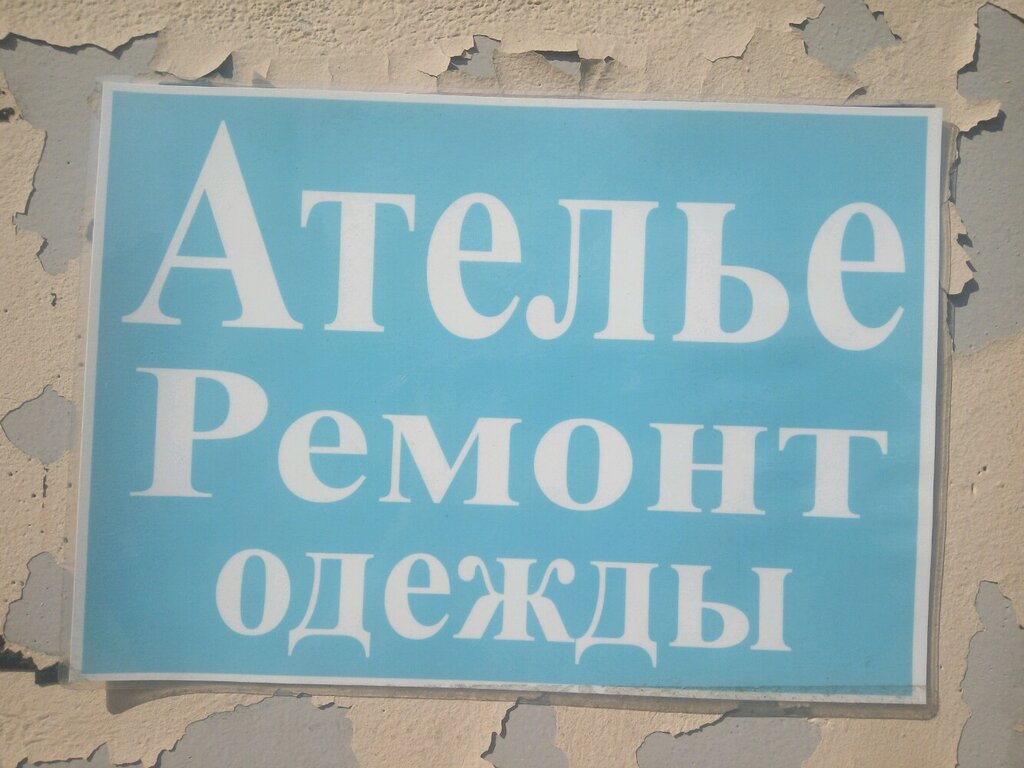 Ателье
Ремонт
одежды